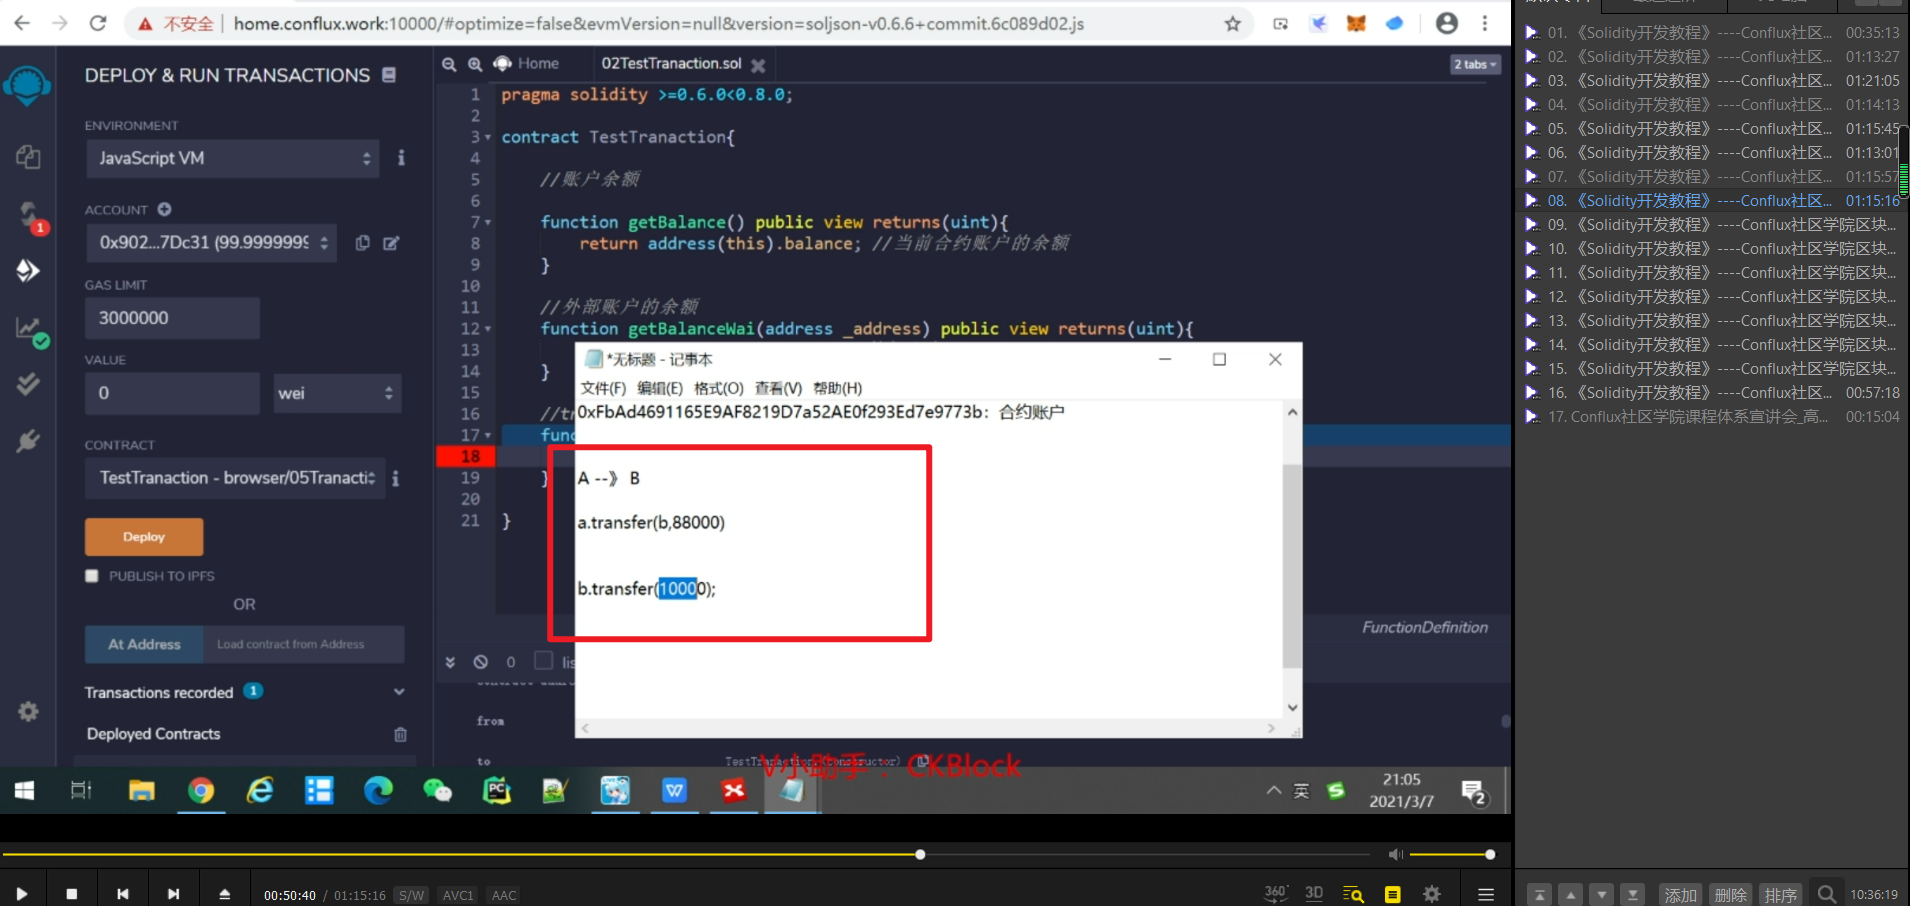 不安全 home.conflux.work:10000/#optimize=false&evmVersion=null&version=soljson-v0.6.6+commit.6c089d02.js
DEPLOY & RUN TRANSACTIONS
ENVIRONMENT
JavaScript VM
ACCOUNT
0x902...7Dc31 (99.9999999
GAS LIMIT
3000000
VALUE
0 wei
CONTRACT
TestTranaction - browser/05Tranacti
Deploy
PUBLISH TO IPFS
OR
At Address Load contract from Address
Transactions recorded 1
Deployed Contracts
1
Home 02TestTranaction.sol 2 tabs
1 pragma solidity >=0.6.0<0.8.0;
2
3 contract TestTranaction{
4
5 //账户余额
6
7 function getBalance() public view returns(uint){
8 return address(this).balance; //当前合约账户的余额
9 }
10
11 //外部账户的余额
12 function getBalanceWai(address _address) public view returns(uint){
13
14 }
15
16 //tr
17 func
18
19 }
20
21 }
*无标题 - 记事本
文件(F) 编辑(E) 格式(O) 查看(V) 帮助(H)
0xFbAd4691165E9AF8219D7a52AE0f293Ed7e9773b：合约账户
A --》 B
a.transfer(b,88000)
b.transfer(10000);
FunctionDefinition
0 lis
from
to TestTranaction.(constructor)
V小助手：CKBlock
英
21:05
2021/3/7
2
00:50:40 / 01:15:16 S/W AVC1 AAC
360° 3D
01. 《Solidity开发教程》----Conflux社区... 00:35:13
02. 《Solidity开发教程》----Conflux社区... 01:13:27
03. 《Solidity开发教程》----Conflux社区... 01:21:05
04. 《Solidity开发教程》----Conflux社区... 01:14:13
05. 《Solidity开发教程》----Conflux社区... 01:15:45
06. 《Solidity开发教程》----Conflux社区... 01:13:01
07. 《Solidity开发教程》----Conflux社区... 01:15:57
08. 《Solidity开发教程》----Conflux社区... 01:15:16
09. 《Solidity开发教程》----Conflux社区学院区块...
10. 《Solidity开发教程》----Conflux社区学院区块...
11. 《Solidity开发教程》----Conflux社区学院区块...
12. 《Solidity开发教程》----Conflux社区学院区块...
13. 《Solidity开发教程》----Conflux社区学院区块...
14. 《Solidity开发教程》----Conflux社区学院区块...
15. 《Solidity开发教程》----Conflux社区学院区块...
16. 《Solidity开发教程》----Conflux社区... 00:57:18
17. Conflux社区学院课程体系宣讲会_高... 00:15:04
添加 删除 排序 10:36:19